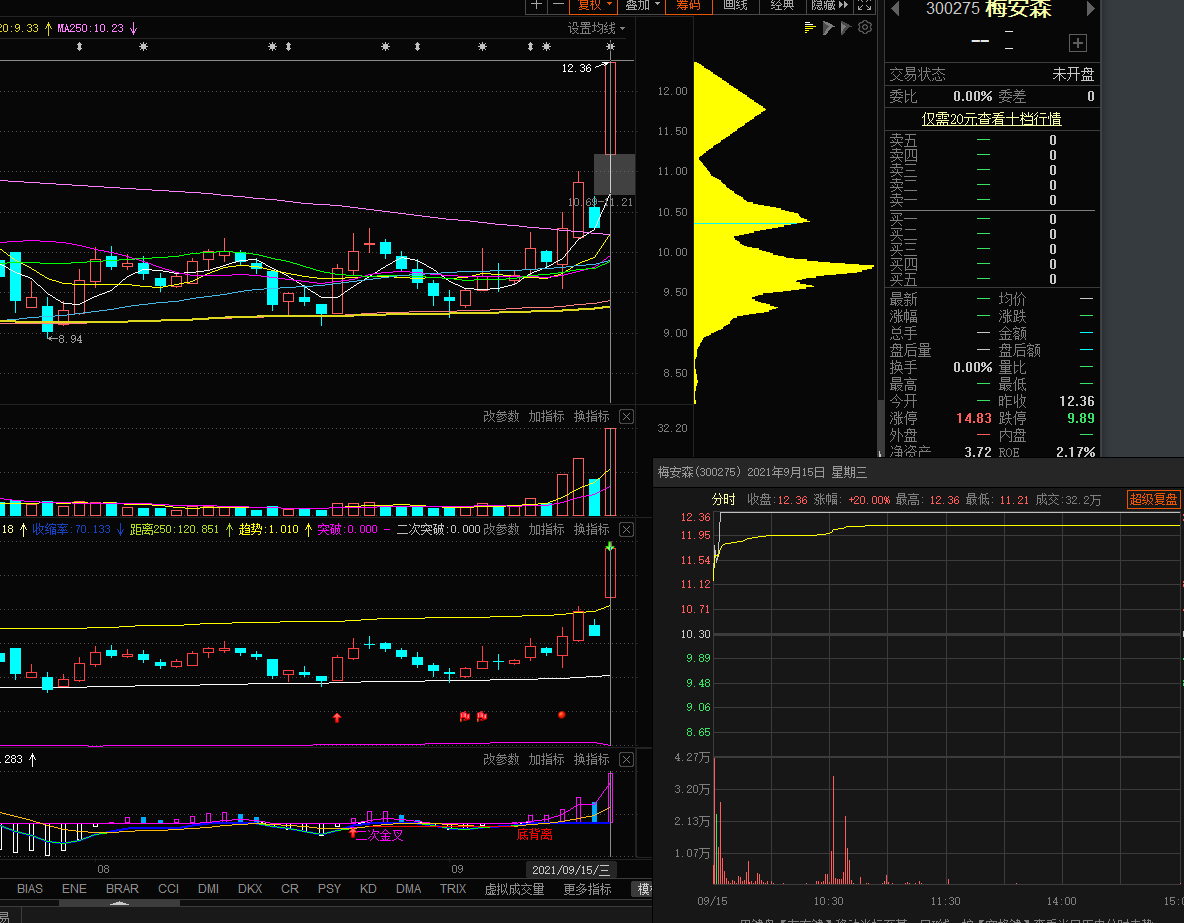 + − 复权 叠加 筹码 画线 经典 隐藏
20:9.33 ↑ MA250:10.23 ↓
设置均线
12.36
12.00
11.50
11.00
10.69-11.21
10.50
10.00
9.50
9.00
←8.94
8.50
改参数 加指标 换指标
32.20
18 ↑ 收缩率:70.133 ↓ 距离250:120.851 ↑ 趋势:1.010 ↑ 突破:0.000 − 二次突破:0.000 改参数 加指标 换指标
.283 ↑
改参数 加指标 换指标
二次金叉
底背离
08
09
2021/09/15/三
BIAS ENE BRAR CCI DMI DKX CR PSY KD DMA TRIX 虚拟成交量 更多指标 模
易
300275 梅安森
交易状态 未开盘
委比 0.00% 委差 0
仅需20元查看十档行情
卖五 — 0
卖四 — 0
卖三 — 0
卖二 — 0
卖一 — 0
买一 — 0
买二 — 0
买三 — 0
买四 — 0
买五 — 0
最新 — 均价 —
涨幅 — 涨跌 —
总手 — 金额 —
盘后量 — 盘后额 —
换手 0.00% 量比 —
最高 — 最低 —
今开 — 昨收 12.36
涨停 14.83 跌停 9.89
外盘 — 内盘 —
净资产 3.72 ROE 2.17%
梅安森(300275) 2021年9月15日 星期三
分时 收盘:12.36 涨幅: +20.00% 最高: 12.36 最低: 11.21 成交:32.2万 超级复盘
12.36
11.95
11.54
11.12
10.71
10.30
9.89
9.48
9.06
8.65
4.27万
3.20万
2.13万
1.07万
09/15 10:30 11:30 14:00 15:0